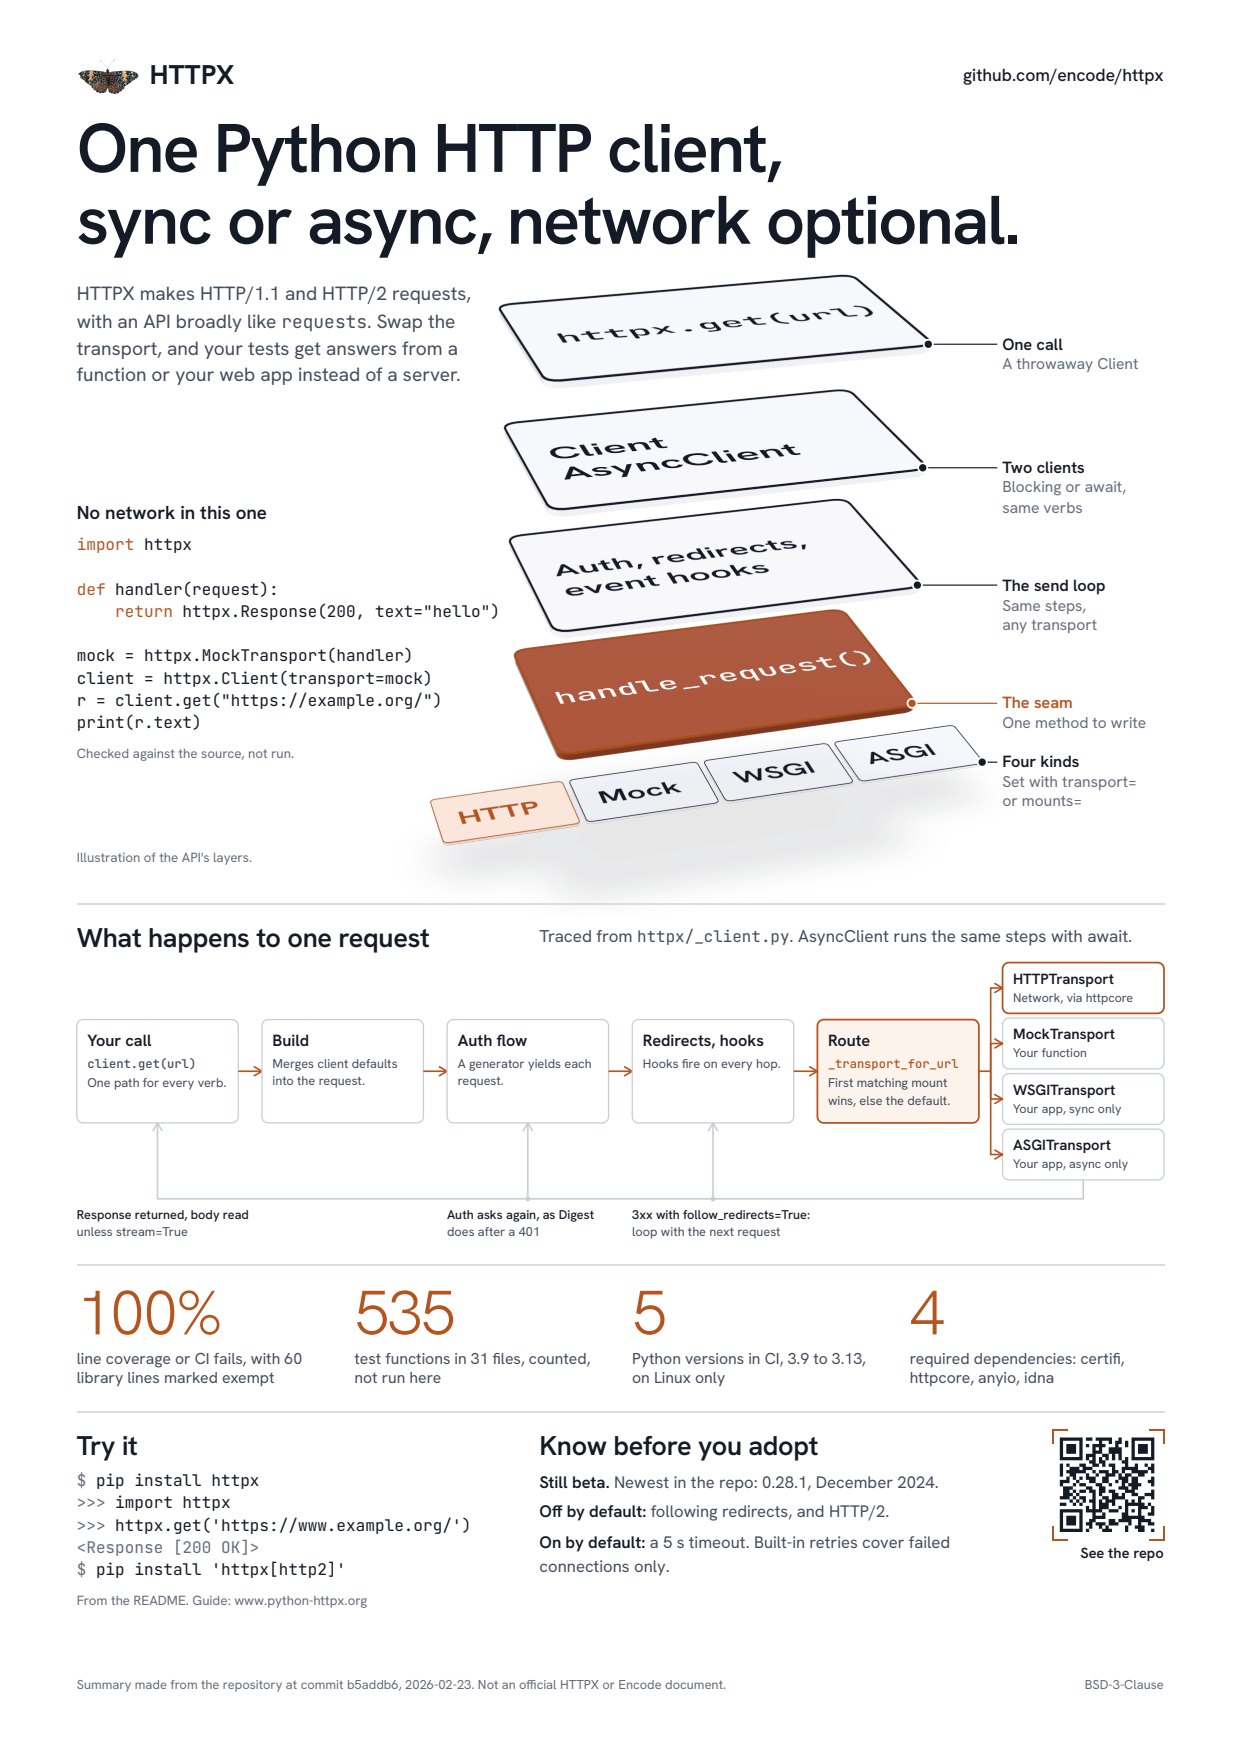 HTTPX
github.com/encode/httpx
One Python HTTP client,
sync or async, network optional.
HTTPX makes HTTP/1.1 and HTTP/2 requests,
with an API broadly like requests. Swap the
transport, and your tests get answers from a
function or your web app instead of a server.
httpx.get(url)
One call
A throwaway Client
Client
AsyncClient
Two clients
Blocking or await,
same verbs
Auth, redirects,
event hooks
The send loop
Same steps,
any transport
handle_request()
The seam
One method to write
HTTP
Mock
WSGI
ASGI
Four kinds
Set with transport=
or mounts=
No network in this one
import httpx
def handler(request):
    return httpx.Response(200, text="hello")
mock = httpx.MockTransport(handler)
client = httpx.Client(transport=mock)
r = client.get("https://example.org/")
print(r.text)
Checked against the source, not run.
Illustration of the API's layers.
What happens to one request
Traced from httpx/_client.py. AsyncClient runs the same steps with await.
Your call
client.get(url)
One path for every verb.
Build
Merges client defaults
into the request.
Auth flow
A generator yields each
request.
Redirects, hooks
Hooks fire on every hop.
Route
_transport_for_url
First matching mount
wins, else the default.
HTTPTransport
Network, via httpcore
MockTransport
Your function
WSGITransport
Your app, sync only
ASGITransport
Your app, async only
Response returned, body read
unless stream=True
Auth asks again, as Digest
does after a 401
3xx with follow_redirects=True:
loop with the next request
100%
line coverage or CI fails, with 60
library lines marked exempt
535
test functions in 31 files, counted,
not run here
5
Python versions in CI, 3.9 to 3.13,
on Linux only
4
required dependencies: certifi,
httpcore, anyio, idna
Try it
$ pip install httpx
>>> import httpx
>>> httpx.get('https://www.example.org/')
<Response [200 OK]>
$ pip install 'httpx[http2]'
From the README. Guide: www.python-httpx.org
Know before you adopt
Still beta. Newest in the repo: 0.28.1, December 2024.
Off by default: following redirects, and HTTP/2.
On by default: a 5 s timeout. Built-in retries cover failed
connections only.
See the repo
Summary made from the repository at commit b5addb6, 2026-02-23. Not an official HTTPX or Encode document.
BSD-3-Clause